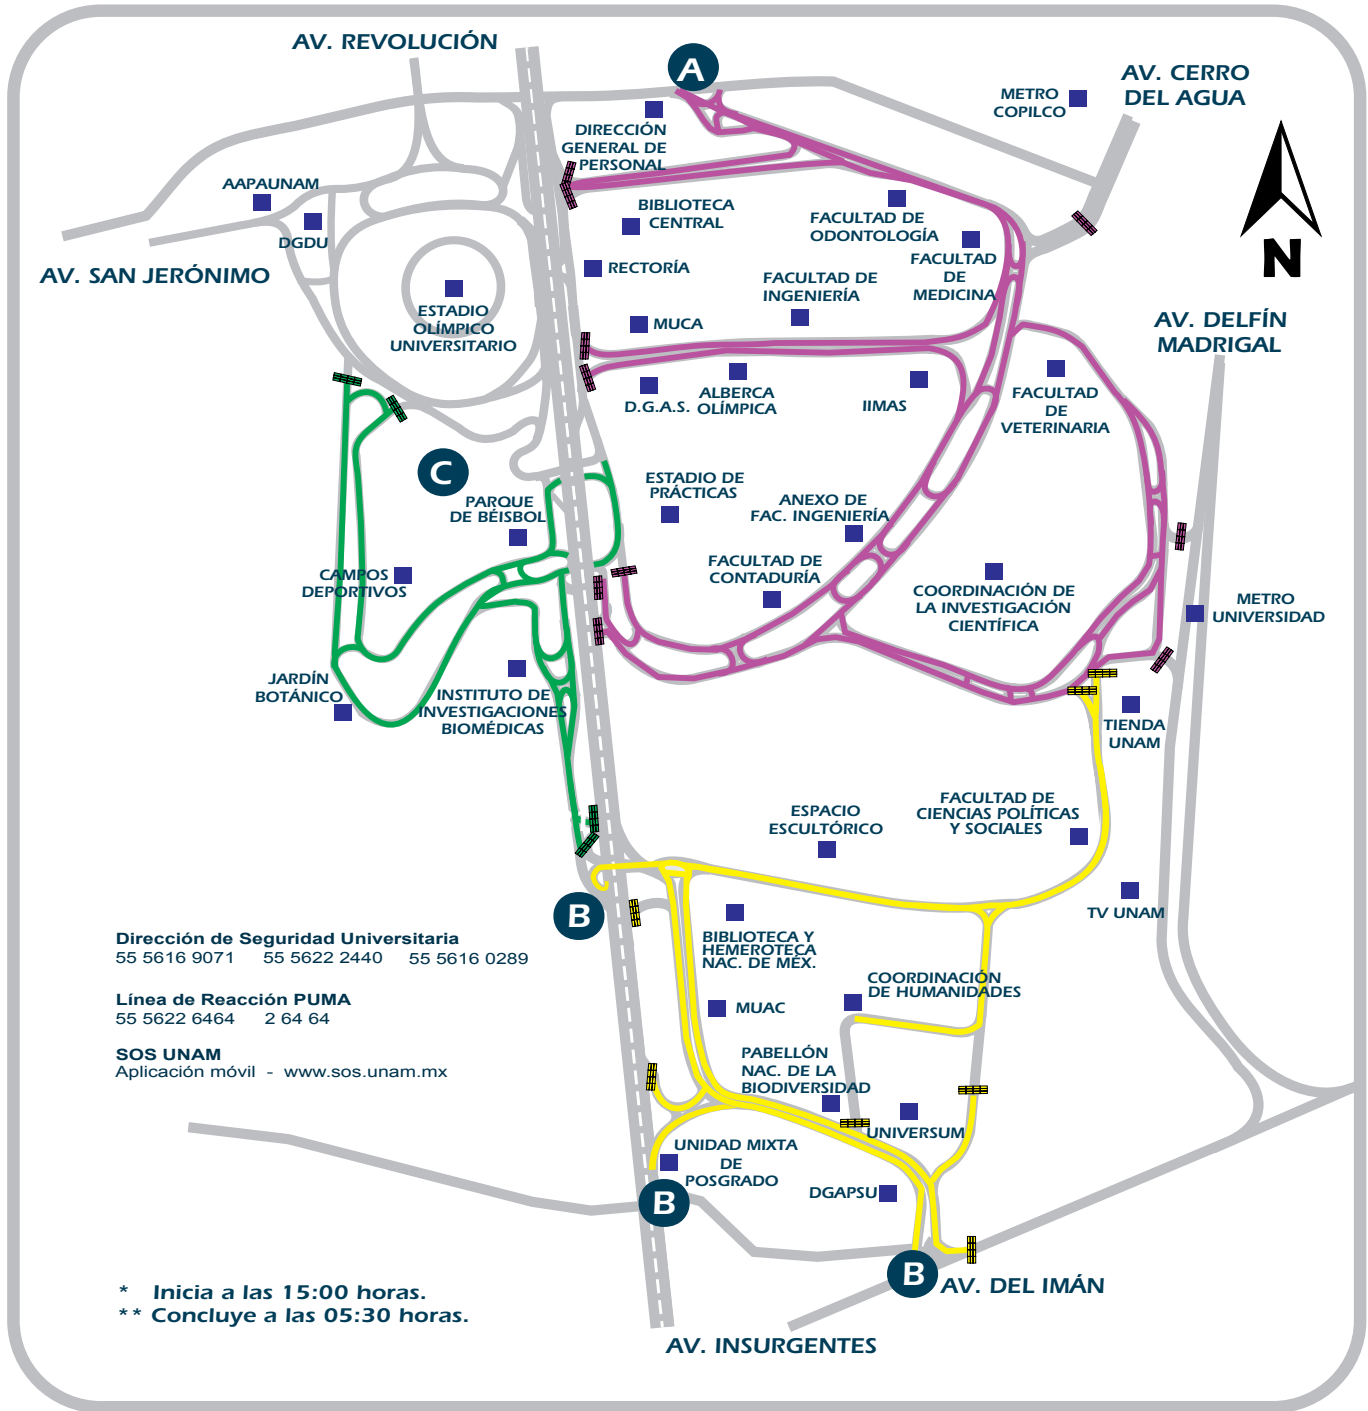 AV. REVOLUCIÓN
A
AV. CERRO
DEL AGUA
METRO
COPILCO
DIRECCIÓN
GENERAL DE
PERSONAL
AAPAUNAM
DGDU
BIBLIOTECA
CENTRAL
FACULTAD DE
ODONTOLOGÍA
FACULTAD
DE
MEDICINA
N
AV. SAN JERÓNIMO
RECTORÍA
FACULTAD DE
INGENIERÍA
ESTADIO
OLÍMPICO
UNIVERSITARIO
MUCA
AV. DELFÍN
MADRIGAL
D.G.A.S.
ALBERCA
OLÍMPICA
IIMAS
FACULTAD
DE
VETERINARIA
C
PARQUE
DE BÉISBOL
ESTADIO DE
PRÁCTICAS
ANEXO DE
FAC. INGENIERÍA
CAMPOS
DEPORTIVOS
FACULTAD DE
CONTADURÍA
COORDINACIÓN DE
LA INVESTIGACIÓN
CIENTÍFICA
METRO
UNIVERSIDAD
JARDÍN
BOTÁNICO
INSTITUTO DE
INVESTIGACIONES
BIOMÉDICAS
TIENDA
UNAM
ESPACIO
ESCULTÓRICO
FACULTAD DE
CIENCIAS POLÍTICAS
Y SOCIALES
B
TV UNAM
BIBLIOTECA Y
HEMEROTECA
NAC. DE MÉX.
Dirección de Seguridad Universitaria
55 5616 9071 55 5622 2440 55 5616 0289
COORDINACIÓN
DE HUMANIDADES
Línea de Reacción PUMA
55 5622 6464 2 64 64
MUAC
SOS UNAM
Aplicación móvil - www.sos.unam.mx
PABELLÓN
NAC. DE LA
BIODIVERSIDAD
UNIVERSUM
UNIDAD MIXTA
DE
POSGRADO
DGAPSU
B
B
AV. DEL IMÁN
* Inicia a las 15:00 horas.
** Concluye a las 05:30 horas.
AV. INSURGENTES